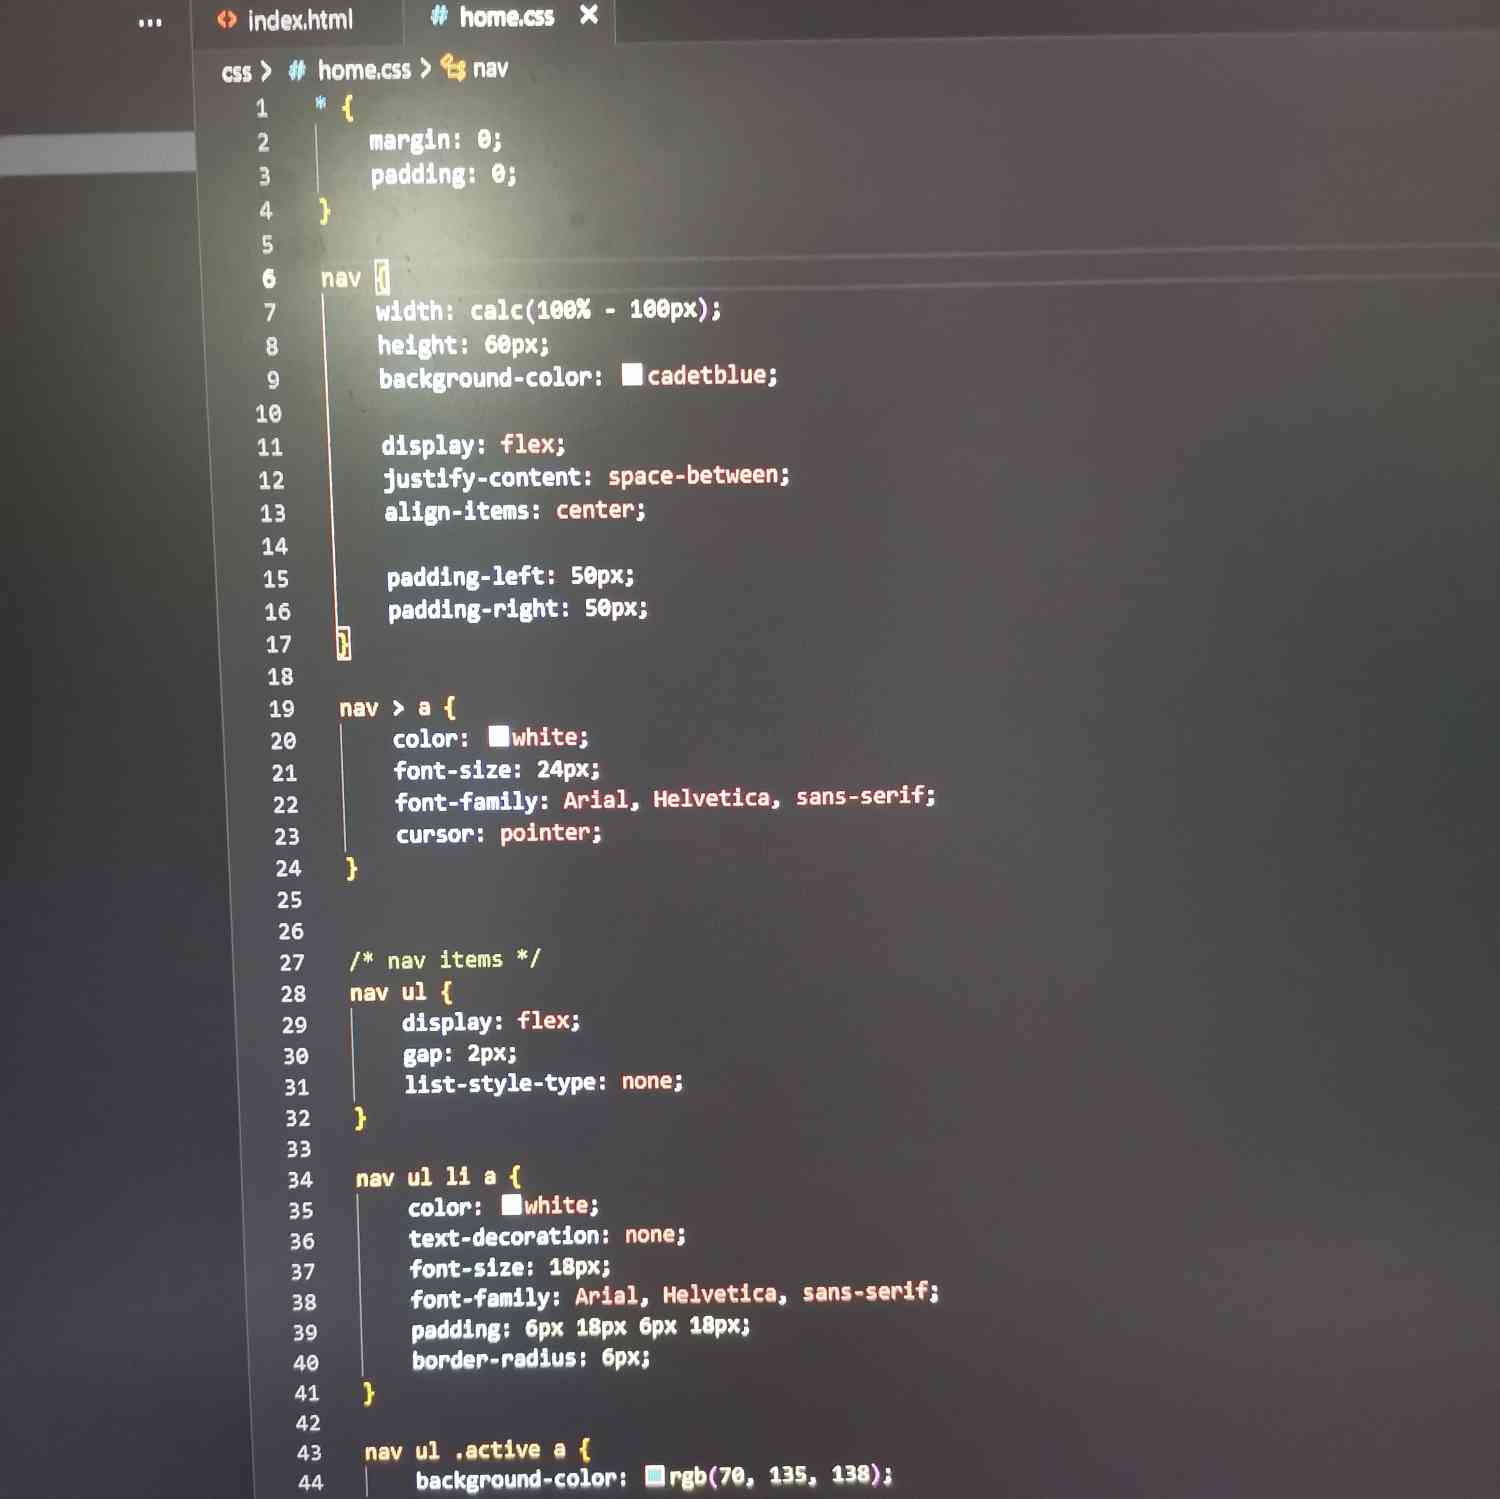 ... index.html # home.css ×
css > # home.css > nav
1 * {
2 margin: 0;
3 padding: 0;
4 }
5
6 nav {
7 width: calc(100% - 100px);
8 height: 60px;
9 background-color: cadetblue;
10
11 display: flex;
12 justify-content: space-between;
13 align-items: center;
14
15 padding-left: 50px;
16 padding-right: 50px;
17 }
18
19 nav > a {
20 color: white;
21 font-size: 24px;
22 font-family: Arial, Helvetica, sans-serif;
23 cursor: pointer;
24 }
25
26
27 /* nav items */
28 nav ul {
29 display: flex;
30 gap: 2px;
31 list-style-type: none;
32 }
33
34 nav ul li a {
35 color: white;
36 text-decoration: none;
37 font-size: 18px;
38 font-family: Arial, Helvetica, sans-serif;
39 padding: 6px 18px 6px 18px;
40 border-radius: 6px;
41 }
42
43 nav ul .active a {
44 background-color: rgb(70, 135, 138);